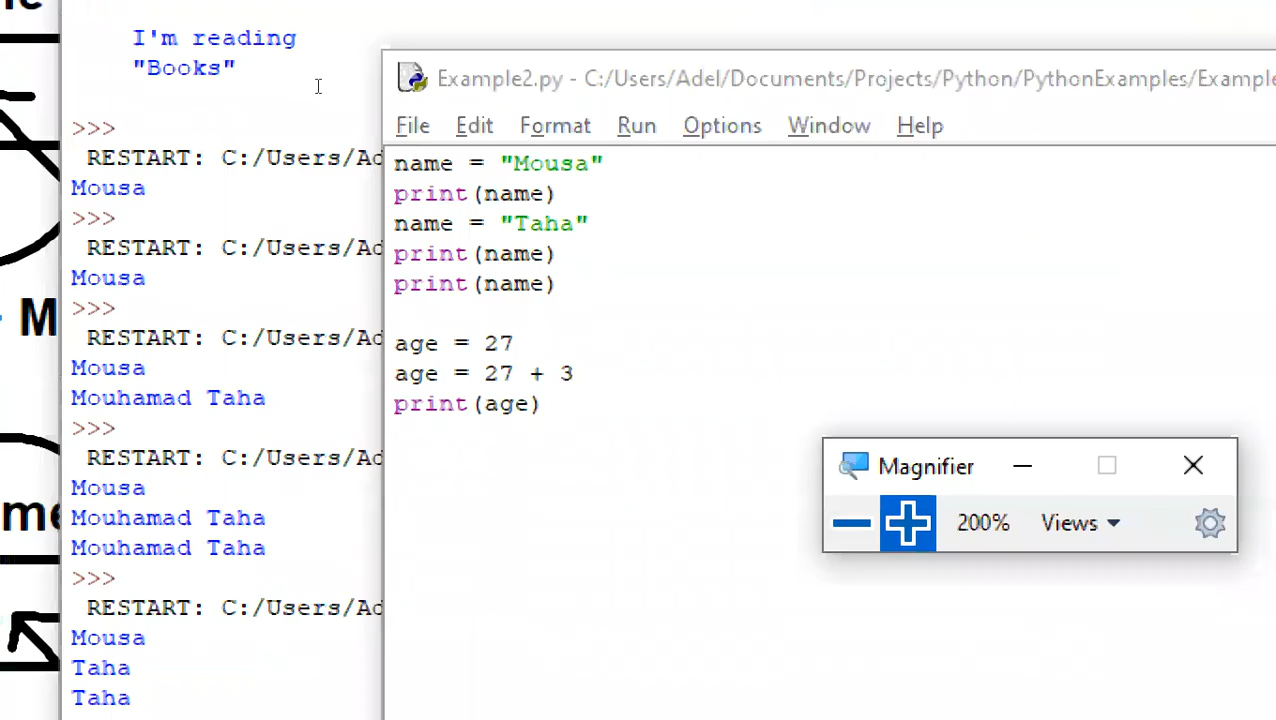 I'm reading
"Books"
>>>
RESTART: C:/Users/Ad
Mousa
>>>
RESTART: C:/Users/Ad
Mousa
>>>
RESTART: C:/Users/Ad
Mousa
Mouhamad Taha
>>>
RESTART: C:/Users/Ad
Mousa
Mouhamad Taha
Mouhamad Taha
>>>
RESTART: C:/Users/Ad
Mousa
Taha
Taha
Example2.py - C:/Users/Adel/Documents/Projects/Python/PythonExamples/Example
File Edit Format Run Options Window Help
name = "Mousa"
print(name)
name = "Taha"
print(name)
print(name)
age = 27
age = 27 + 3
print(age)
Magnifier
200% Views
M
me